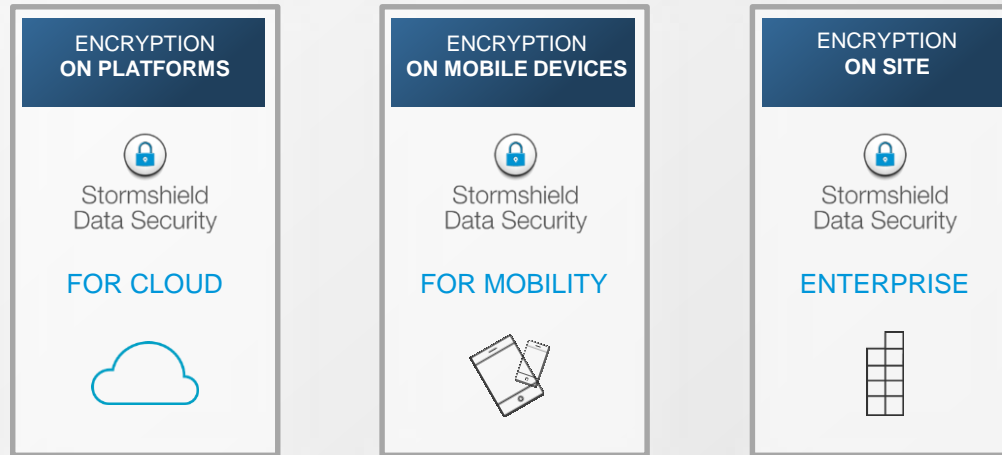 ENCRYPTION
ON PLATFORMS
Stormshield
Data Security
FOR CLOUD
ENCRYPTION
ON MOBILE DEVICES
Stormshield
Data Security
FOR MOBILITY
ENCRYPTION
ON SITE
Stormshield
Data Security
ENTERPRISE